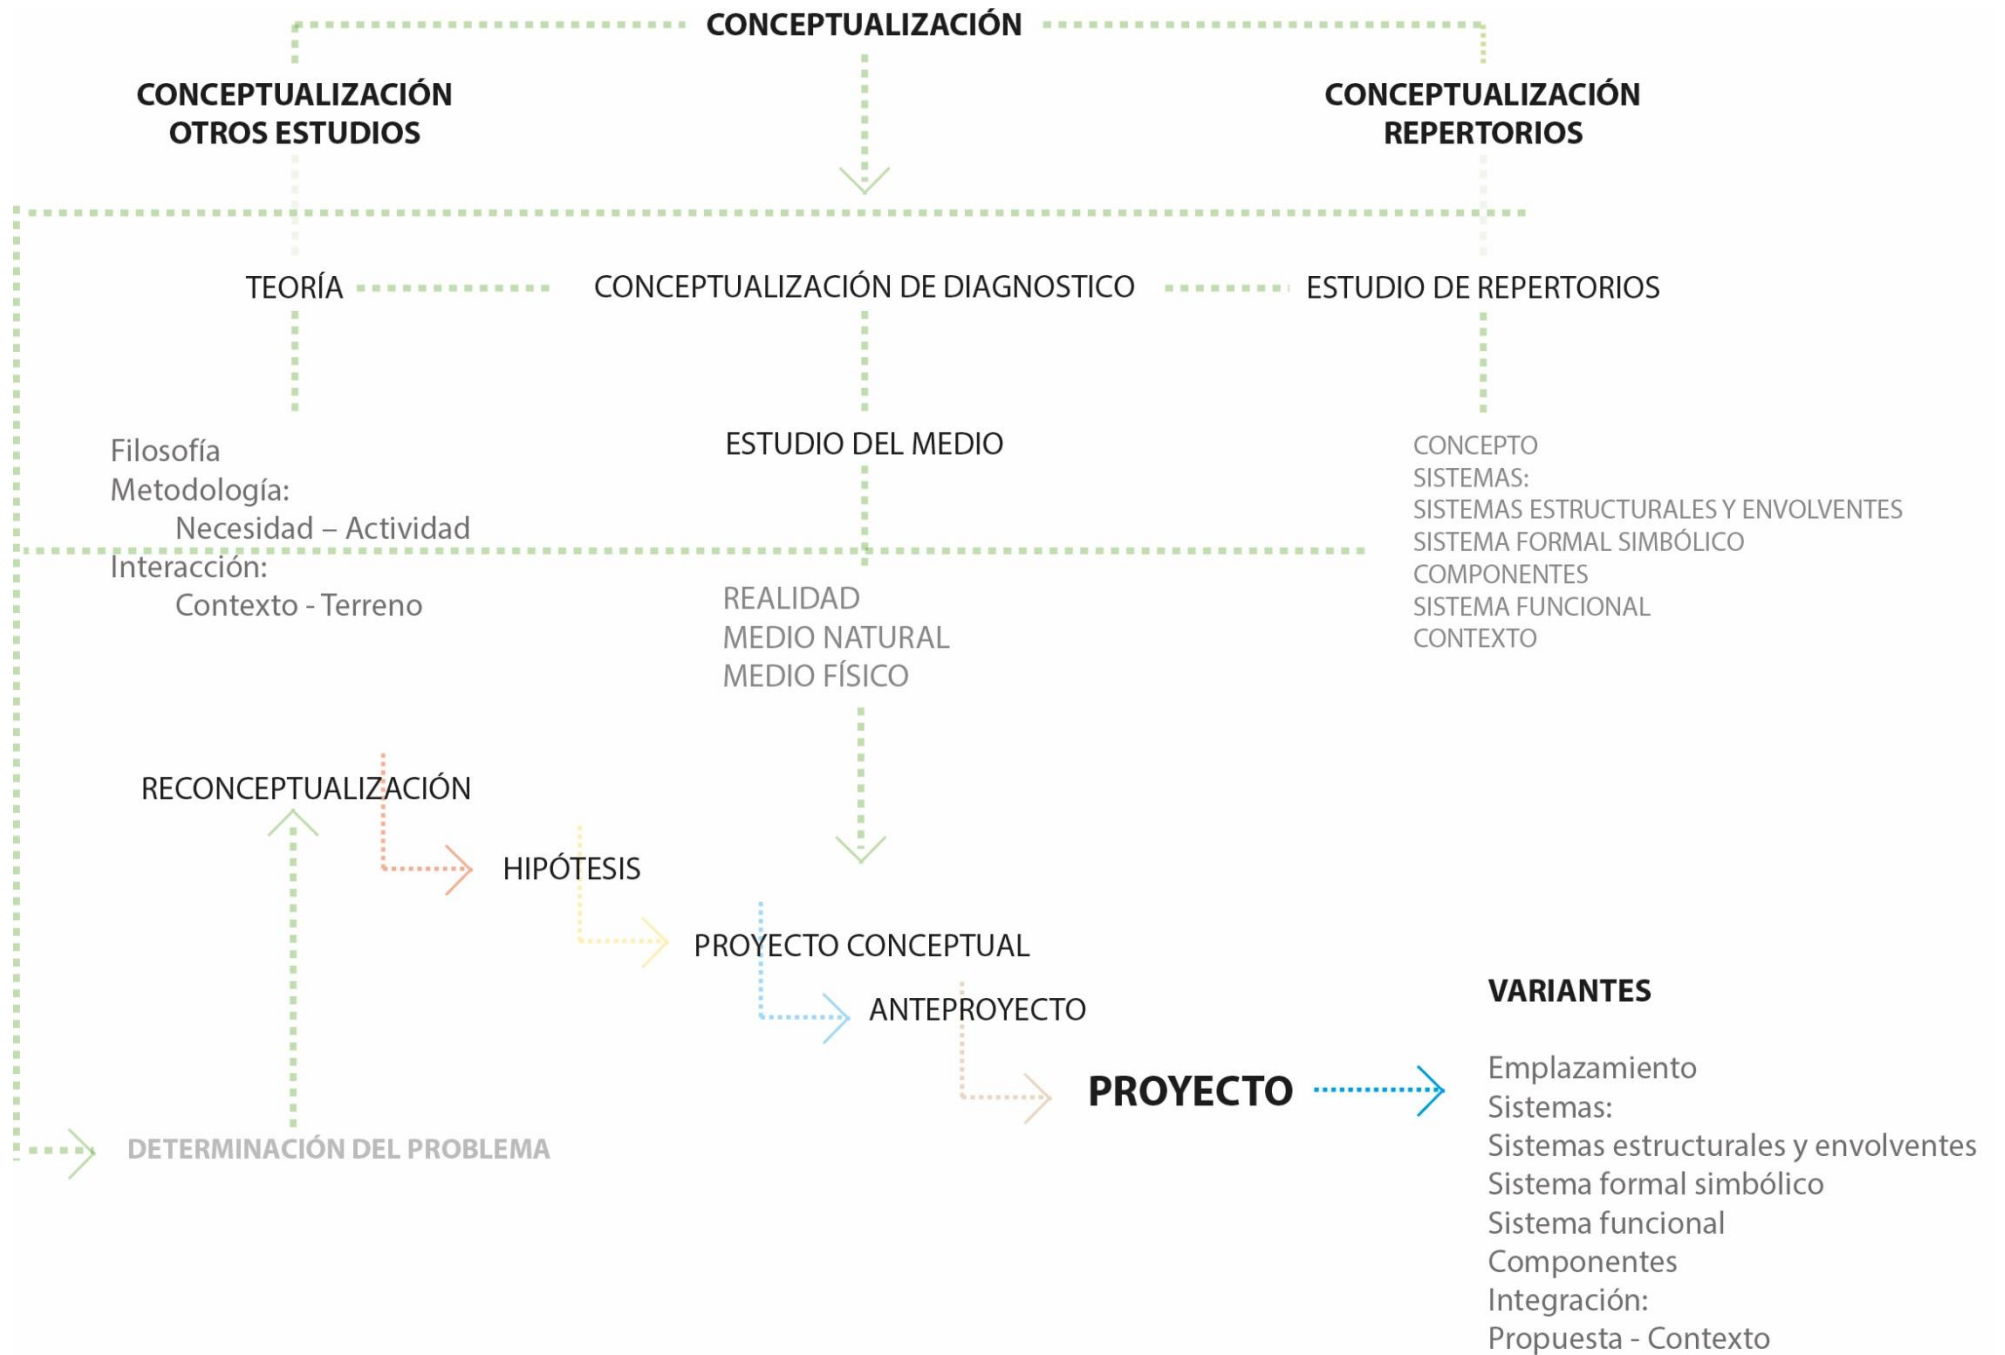 CONCEPTUALIZACIÓN
CONCEPTUALIZACIÓN
OTROS ESTUDIOS
CONCEPTUALIZACIÓN
REPERTORIOS
TEORÍA
CONCEPTUALIZACIÓN DE DIAGNOSTICO
ESTUDIO DE REPERTORIOS
Filosofía
Metodología:
Necesidad – Actividad
Interacción:
Contexto - Terreno
ESTUDIO DEL MEDIO
REALIDAD
MEDIO NATURAL
MEDIO FÍSICO
CONCEPTO
SISTEMAS:
SISTEMAS ESTRUCTURALES Y ENVOLVENTES
SISTEMA FORMAL SIMBÓLICO
COMPONENTES
SISTEMA FUNCIONAL
CONTEXTO
RECONCEPTUALIZACIÓN
HIPÓTESIS
PROYECTO CONCEPTUAL
ANTEPROYECTO
PROYECTO
DETERMINACIÓN DEL PROBLEMA
VARIANTES
Emplazamiento
Sistemas:
Sistemas estructurales y envolventes
Sistema formal simbólico
Sistema funcional
Componentes
Integración:
Propuesta - Contexto